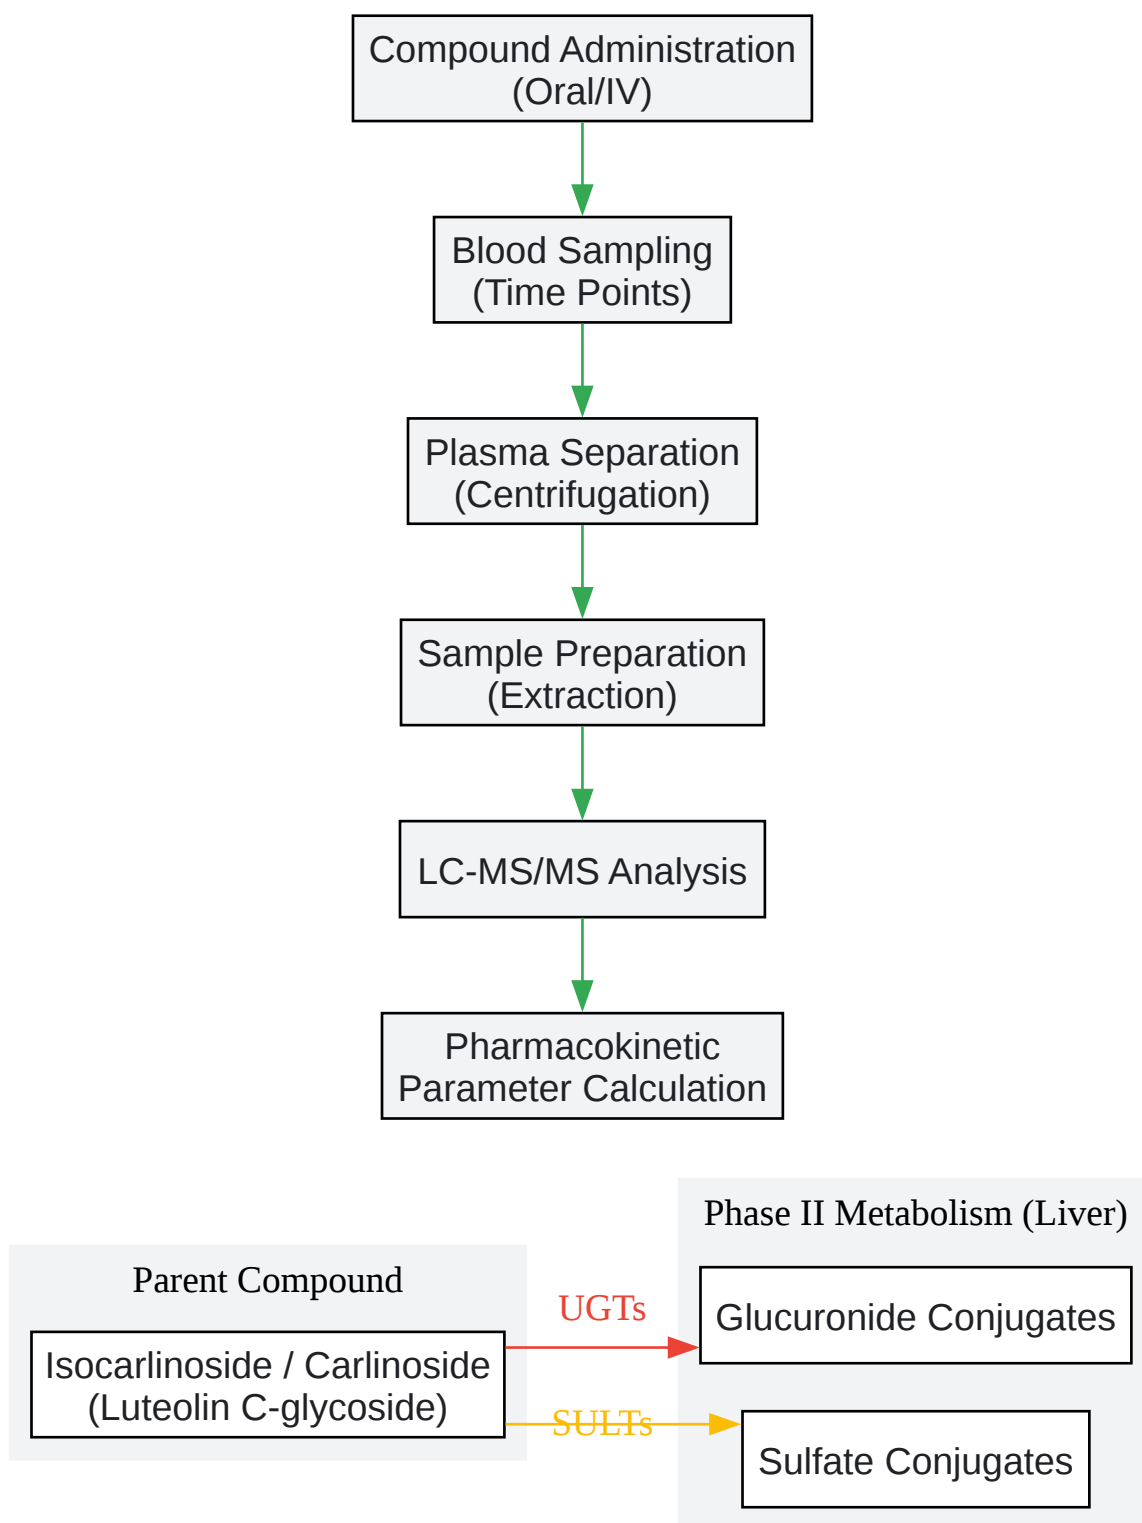 Compound Administration
(Oral/IV)
Blood Sampling
(Time Points)
Plasma Separation
(Centrifugation)
Sample Preparation
(Extraction)
LC-MS/MS Analysis
Pharmacokinetic
Parameter Calculation
Parent Compound
Isocarlinoside / Carlinoside
(Luteolin C-glycoside)
UGTs
SULTs
Phase II Metabolism (Liver)
Glucuronide Conjugates
Sulfate Conjugates